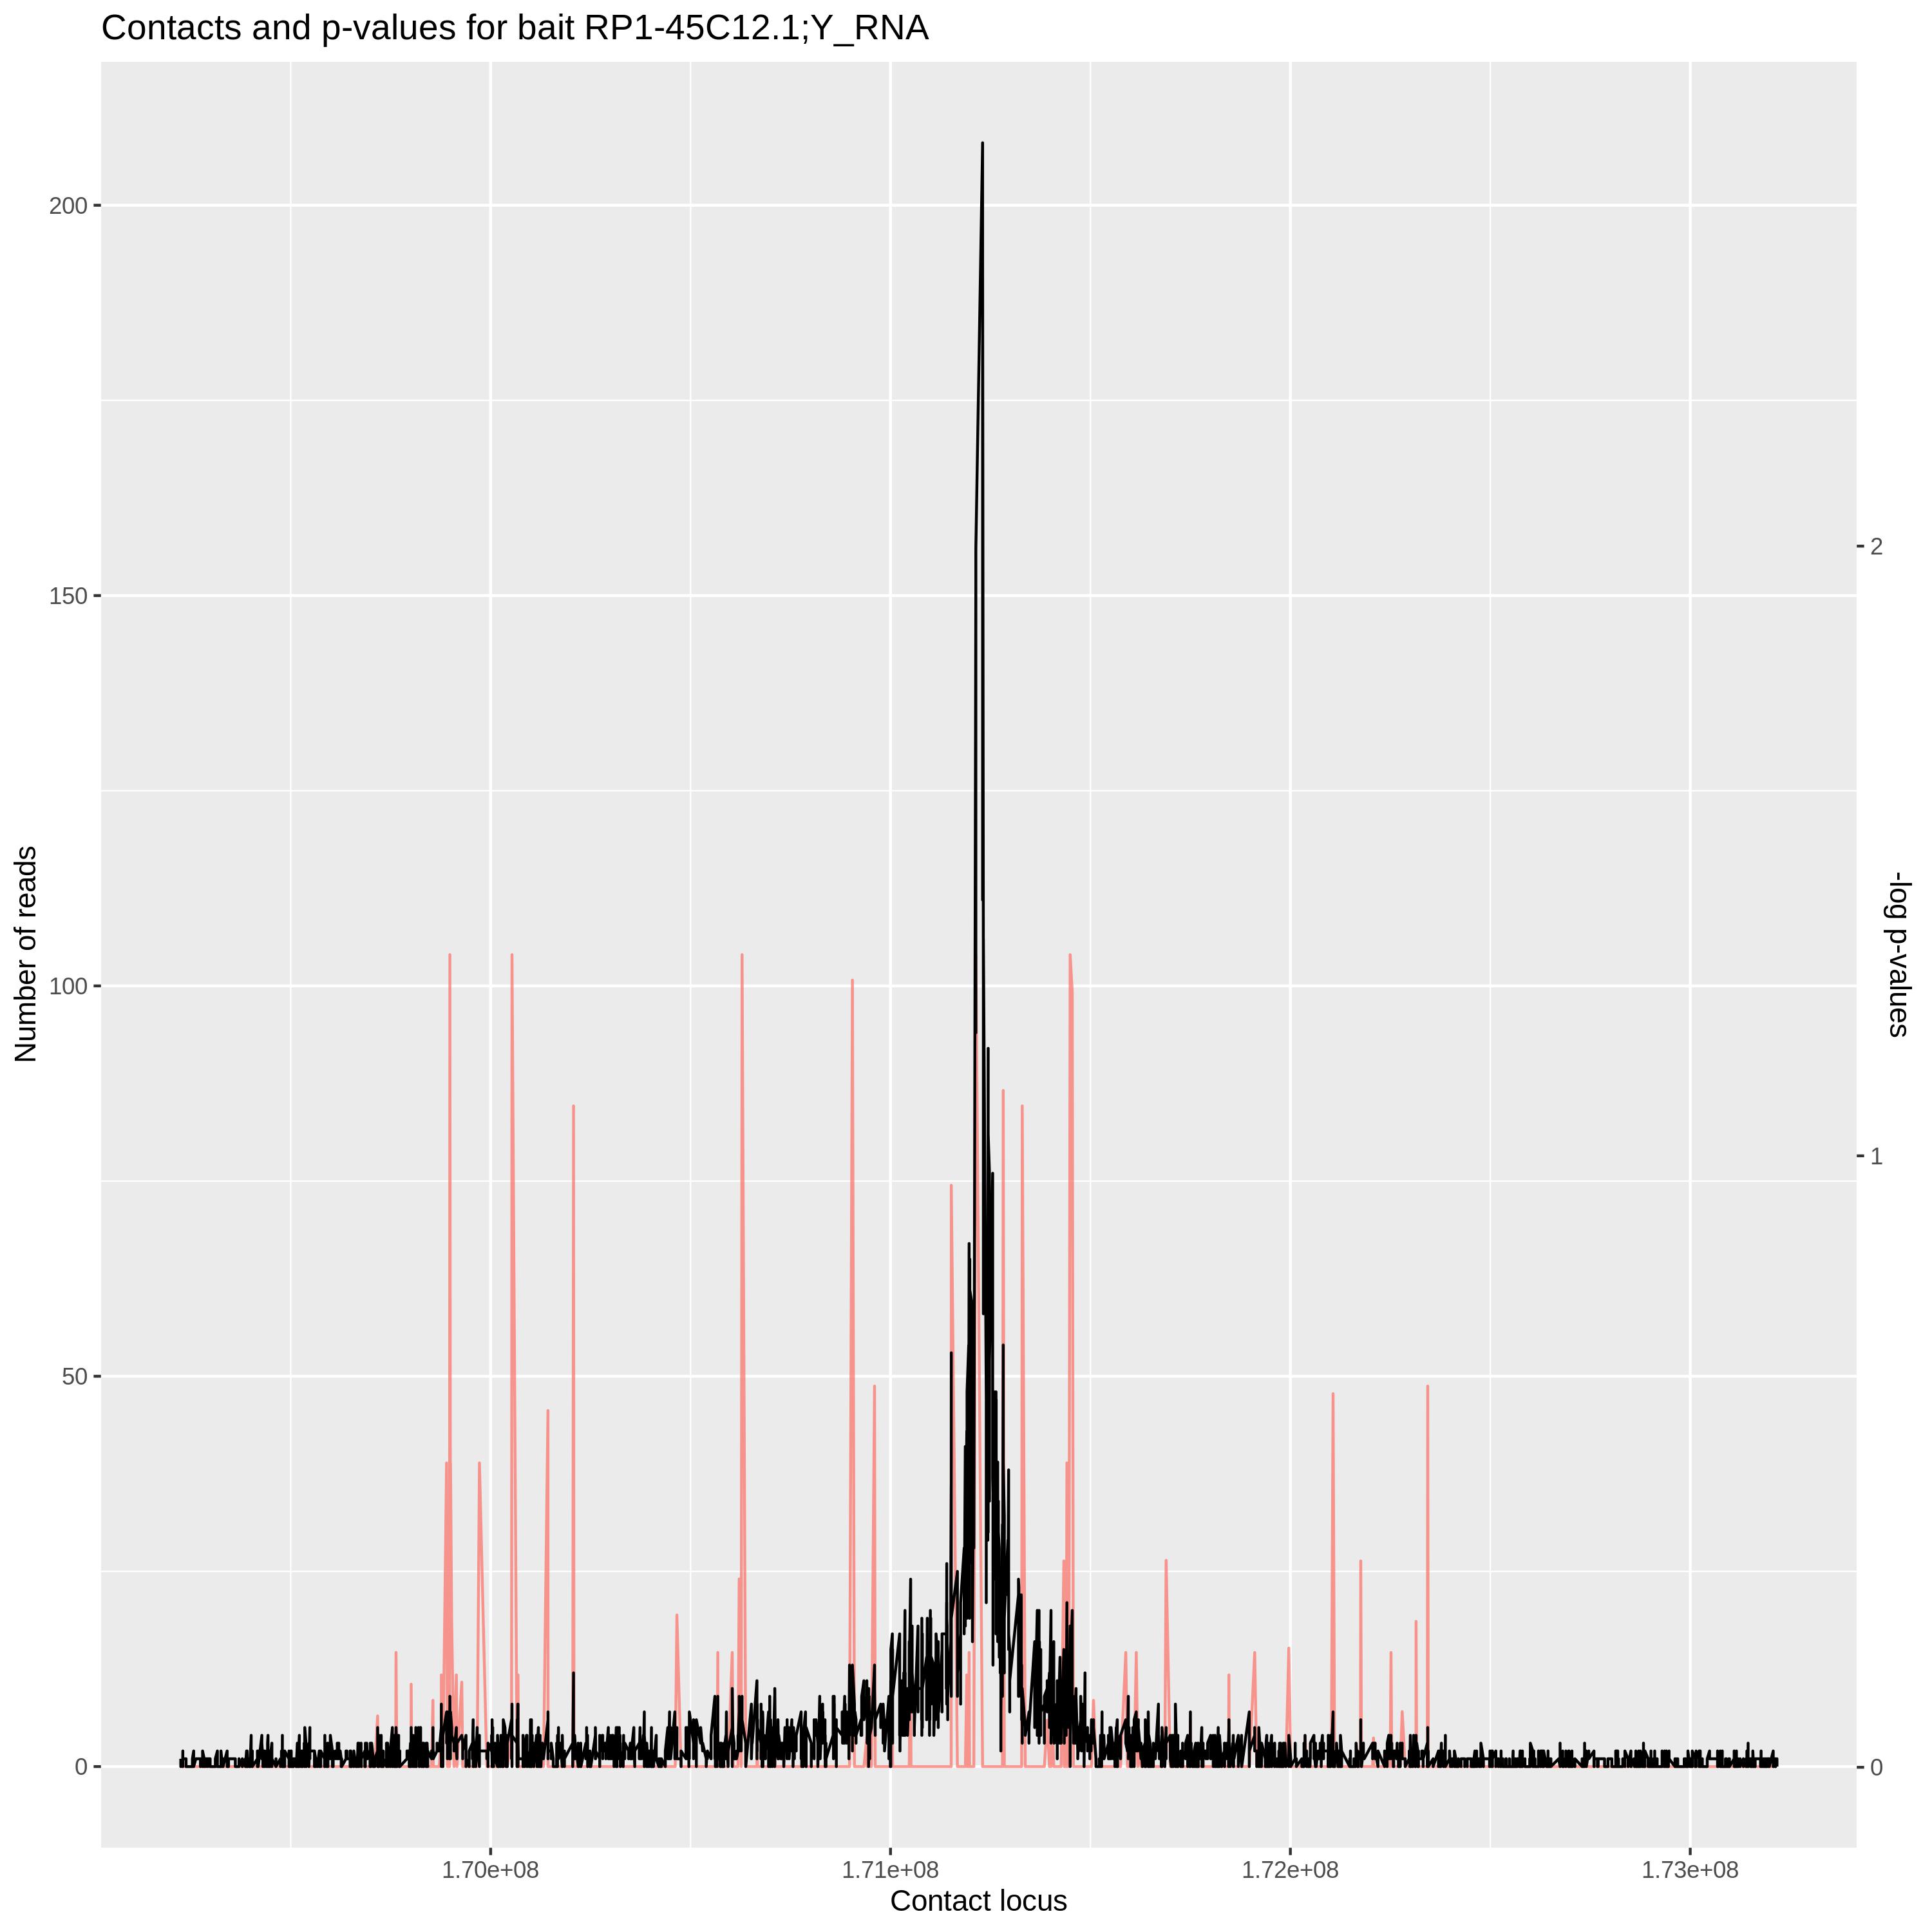 Contacts and p-values for bait RP1-45C12.1;Y_RNA
Number of reads
200
150
100
50
0
2
1
0
-log p-values
1.70e+08
1.71e+08
1.72e+08
1.73e+08
Contact locus